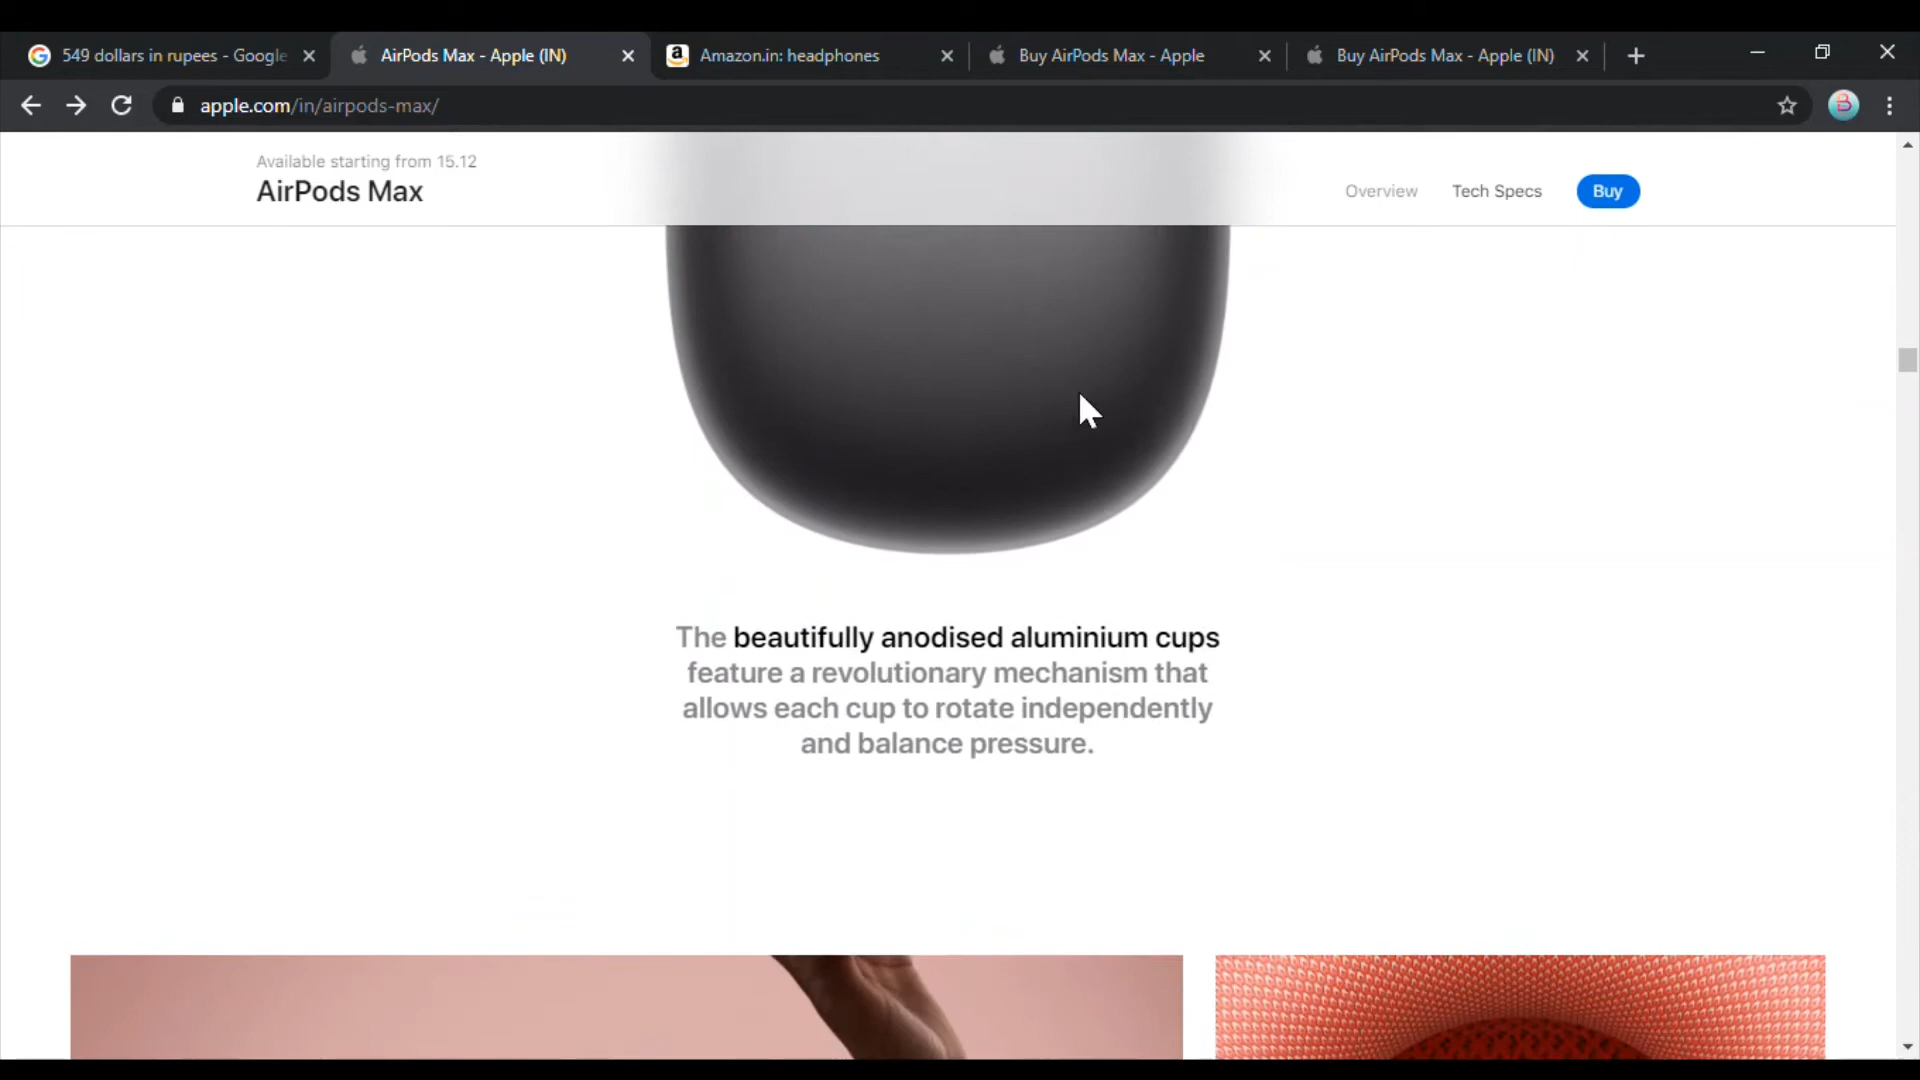 549 dollars in rupees - Google
AirPods Max - Apple (IN)
Amazon.in: headphones
Buy AirPods Max - Apple
Buy AirPods Max - Apple (IN)
apple.com/in/airpods-max/
Available starting from 15.12
AirPods Max
Overview
Tech Specs
Buy
The beautifully anodised aluminium cups
feature a revolutionary mechanism that
allows each cup to rotate independently
and balance pressure.